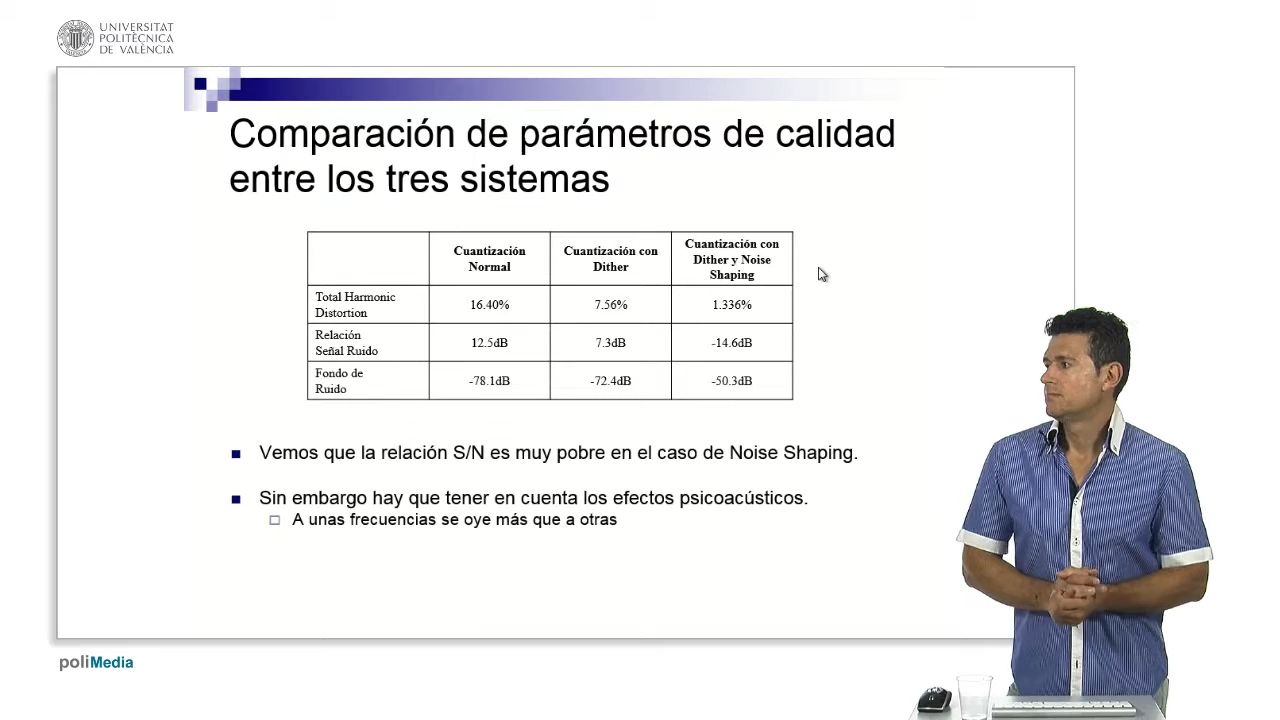 UNIVERSITAT
POLITÈCNICA
DE VALÈNCIA
Comparación de parámetros de calidad
entre los tres sistemas
Cuantización
Normal
Cuantización con
Dither
Cuantización con
Dither y Noise
Shaping
Total Harmonic
Distortion
16.40%
7.56%
1.336%
Relación
Señal Ruido
12.5dB
7.3dB
-14.6dB
Fondo de
Ruido
-78.1dB
-72.4dB
-50.3dB
Vemos que la relación S/N es muy pobre en el caso de Noise Shaping.
Sin embargo hay que tener en cuenta los efectos psicoacústicos.
A unas frecuencias se oye más que a otras
poliMedia